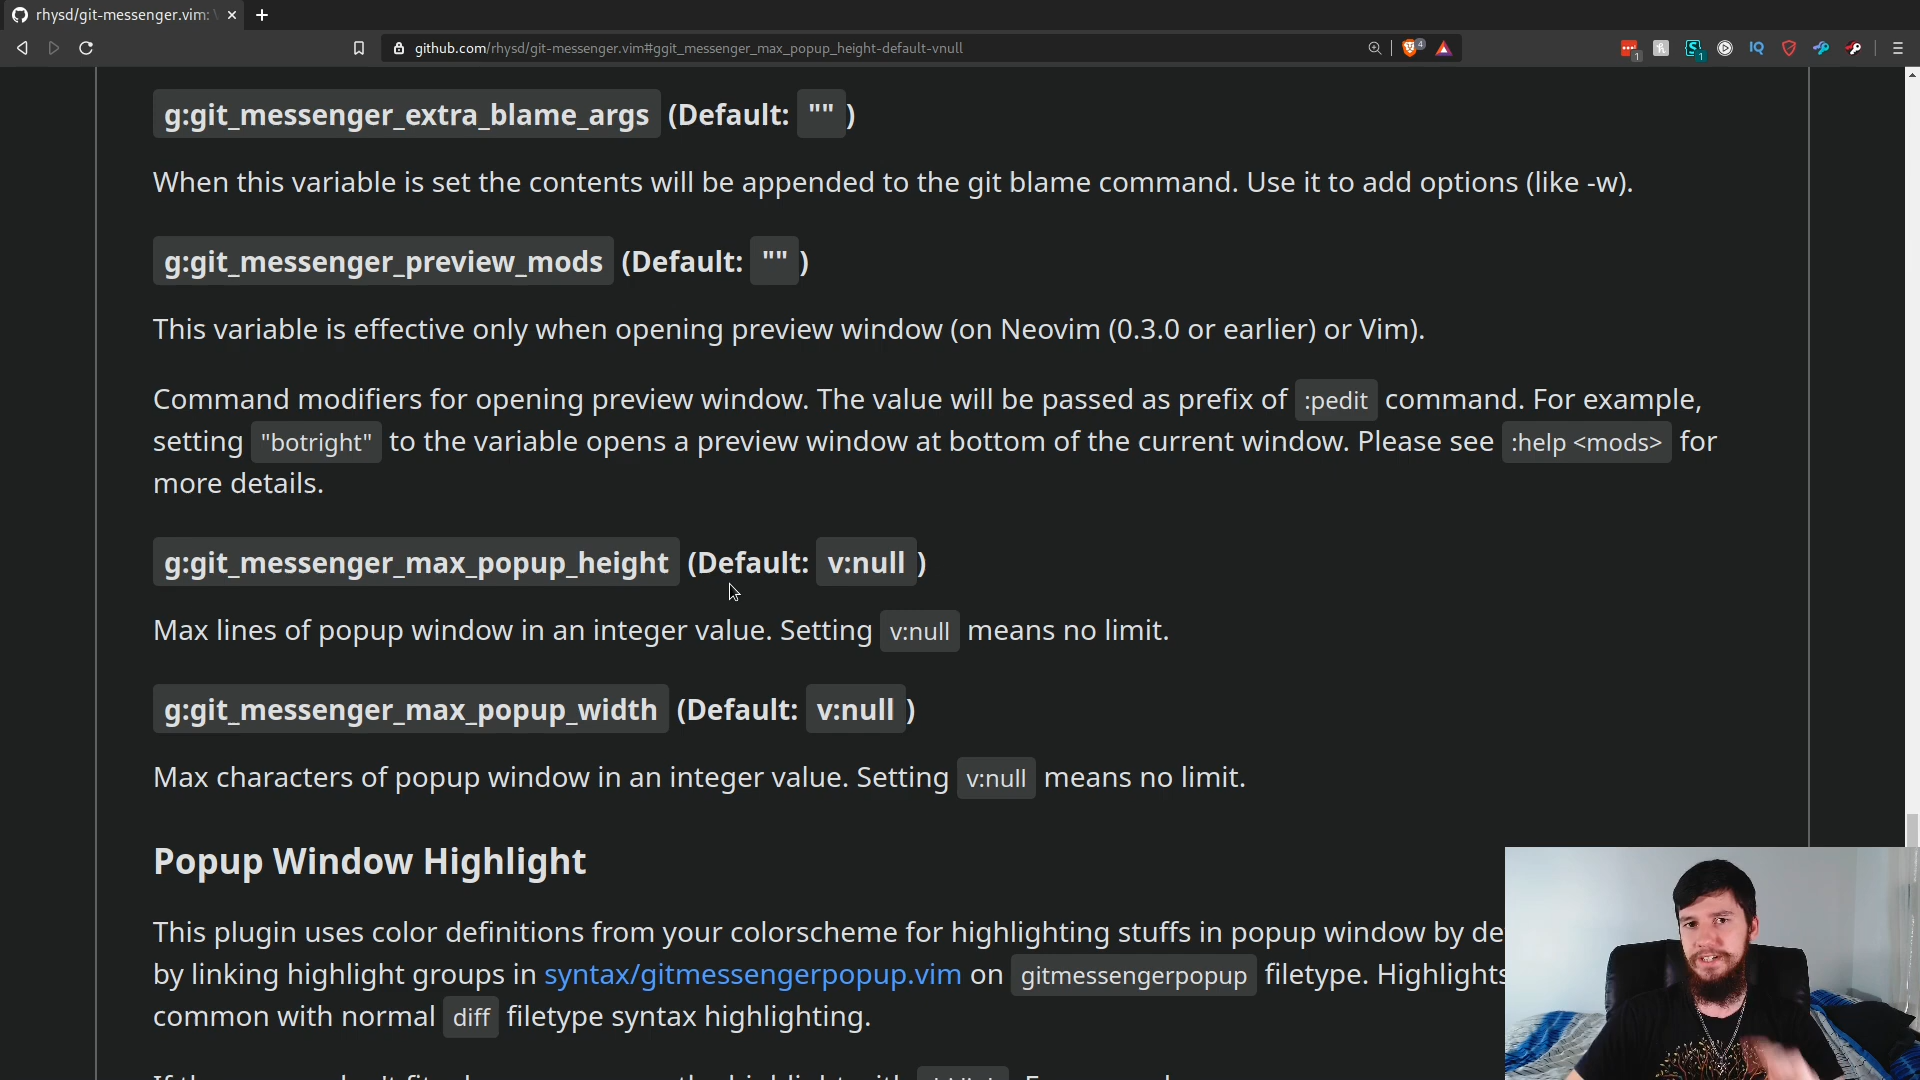 rhysd/git-messenger.vim:
github.com/rhysd/git-messenger.vim#ggit_messenger_max_popup_height-default-vnull
4
1
1
IQ
g:git_messenger_extra_blame_args (Default: "" )
When this variable is set the contents will be appended to the git blame command. Use it to add options (like -w).
g:git_messenger_preview_mods (Default: "" )
This variable is effective only when opening preview window (on Neovim (0.3.0 or earlier) or Vim).
Command modifiers for opening preview window. The value will be passed as prefix of :pedit command. For example,
setting "botright" to the variable opens a preview window at bottom of the current window. Please see :help <mods> for
more details.
g:git_messenger_max_popup_height (Default: v:null )
Max lines of popup window in an integer value. Setting v:null means no limit.
g:git_messenger_max_popup_width (Default: v:null )
Max characters of popup window in an integer value. Setting v:null means no limit.
Popup Window Highlight
This plugin uses color definitions from your colorscheme for highlighting stuffs in popup window by de
by linking highlight groups in syntax/gitmessengerpopup.vim on gitmessengerpopup filetype. Highlights
common with normal diff filetype syntax highlighting.